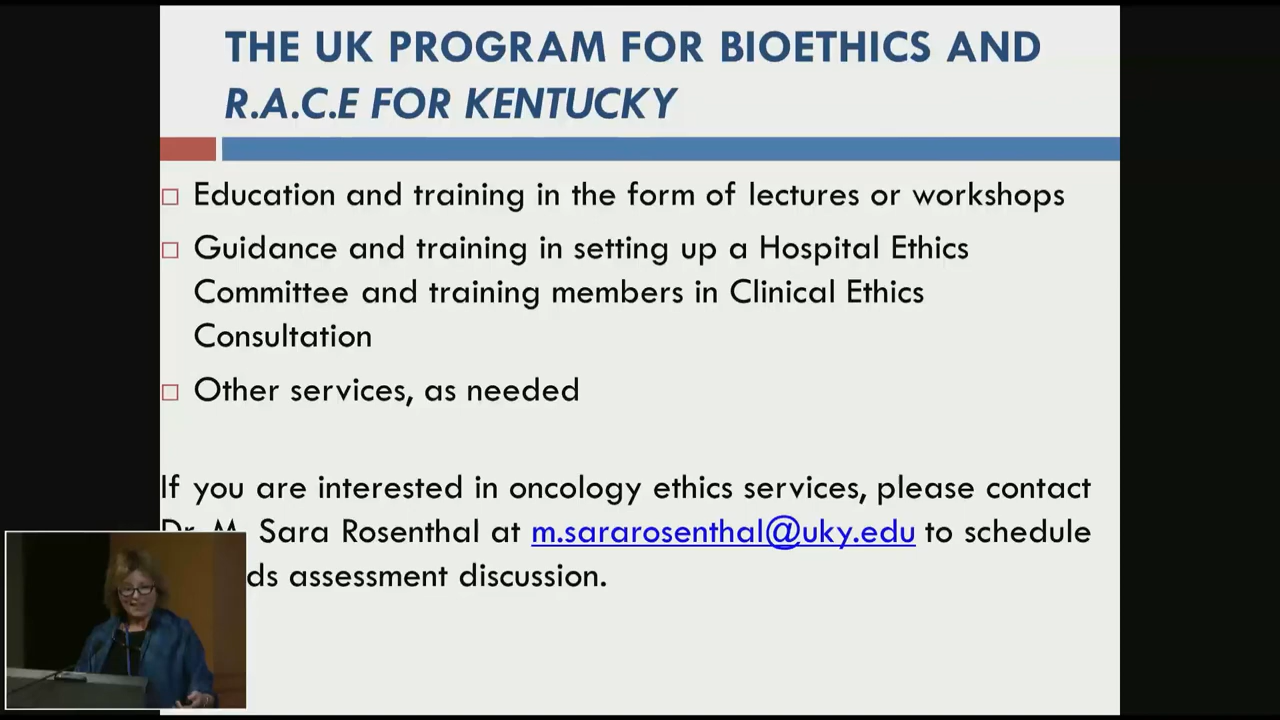 THE UK PROGRAM FOR BIOETHICS AND
R.A.C.E FOR KENTUCKY
Education and training in the form of lectures or workshops
Guidance and training in setting up a Hospital Ethics
Committee and training members in Clinical Ethics
Consultation
Other services, as needed
If you are interested in oncology ethics services, please contact
Dr. M. Sara Rosenthal at m.sararosenthal@uky.edu to schedule
ds assessment discussion.